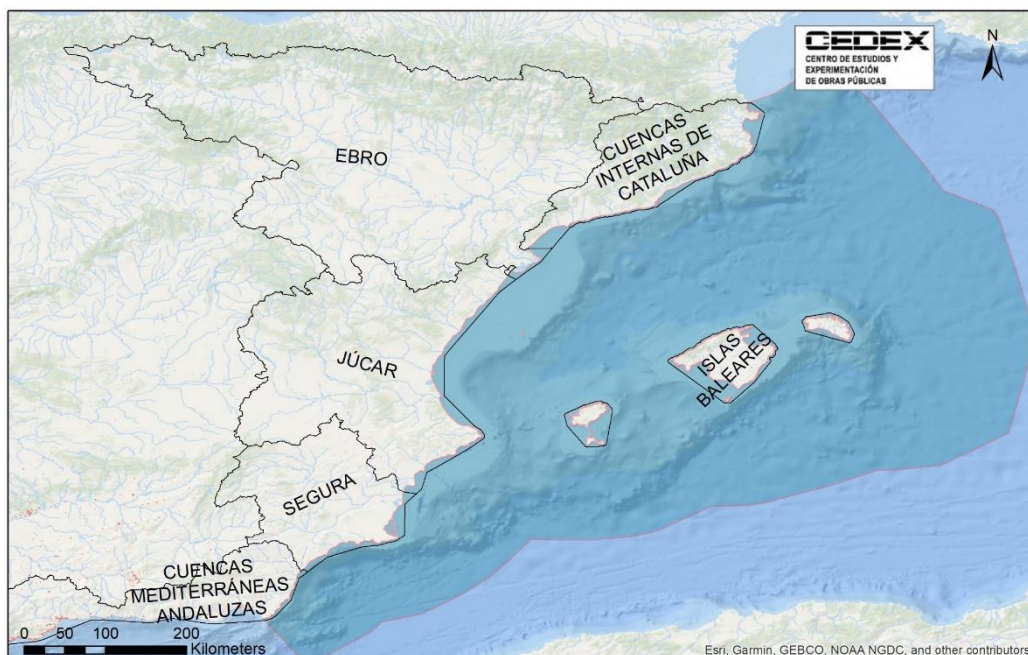 CEDEX
CENTRO DE ESTUDIOS Y
EXPERIMENTACIÓN
DE OBRAS PÚBLICAS
N
CUENCAS
INTERNAS DE
CATALUÑA
EBRO
JÚCAR
ISLAS
BALEARES
SEGURA
CUENCAS
MEDITERRÁNEAS
ANDALUZAS
0 50 100 200
Kilometers
Esri, Garmin, GEBCO, NOAA NGDC, and other contributors